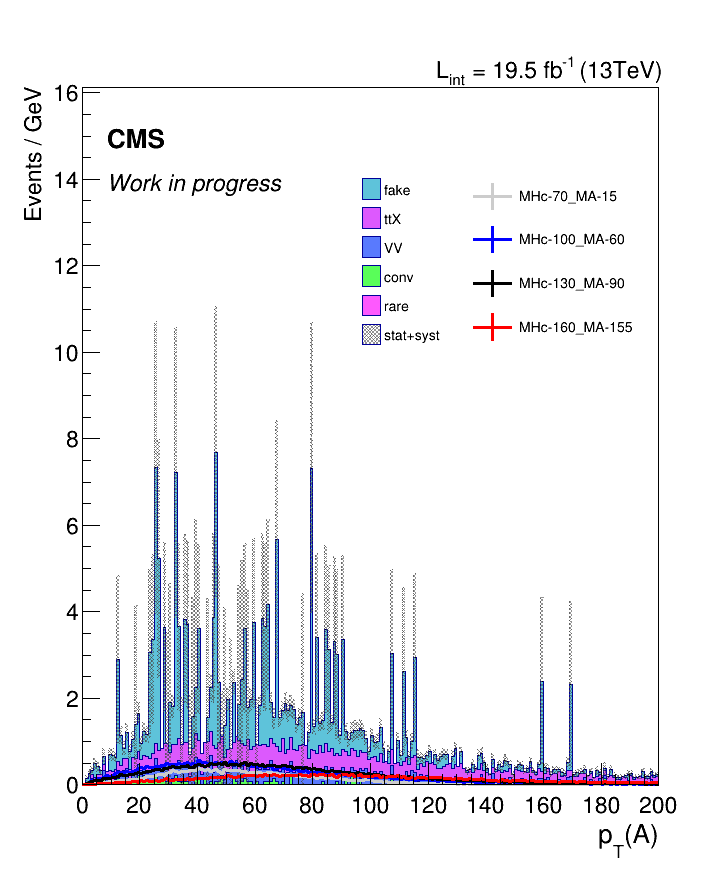 L_int = 19.5 fb^-1 (13TeV)
Events / GeV
CMS
Work in progress
fake
ttX
VV
conv
rare
stat+syst
MHc-70_MA-15
MHc-100_MA-60
MHc-130_MA-90
MHc-160_MA-155
16
14
12
10
8
6
4
2
0
0 20 40 60 80 100 120 140 160 180 200
p_T(A)